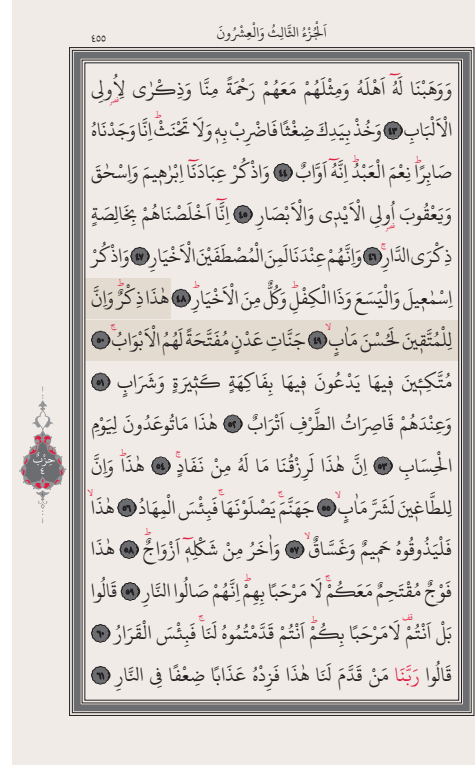 اَلْجُزْءُ الثَّالِثُ وَالْعِشْرُونَ
٤٥٥
وَوَهَبْنَا لَهُٓ اَهْلَهُ وَمِثْلَهُمْ مَعَهُمْ رَحْمَةً مِنَّا وَذِكْرٰى لِاُو۬لِى
الْاَلْبَابِ ﴿٤٣﴾ وَخُذْ بِيَدِكَ ضِغْثًا فَاضْرِبْ بِه۪ وَلَا تَحْنَثْۜ اِنَّا وَجَدْنَاهُ
صَابِرًاۜ نِعْمَ الْعَبْدُۜ اِنَّهُٓ اَوَّابٌ ﴿٤٤﴾ وَاذْكُرْ عِبَادَنَٓا اِبْرٰه۪يمَ وَاِسْحٰقَ
وَيَعْقُوبَ اُو۬لِى الْاَيْد۪ى وَالْاَبْصَارِ ﴿٤٥﴾ اِنَّٓا اَخْلَصْنَاهُمْ بِخَالِصَةٍ
ذِكْرَى الدَّارِۚ ﴿٤٦﴾ وَاِنَّهُمْ عِنْدَنَا لَمِنَ الْمُصْطَفَيْنَ الْاَخْيَارِۜ ﴿٤٧﴾ وَاذْكُرْ
اِسْمٰع۪يلَ وَالْيَسَعَ وَذَا الْكِفْلِۜ وَكُلٌّ مِنَ الْاَخْيَارِۜ ﴿٤٨﴾ هٰذَا ذِكْرٌۜ وَاِنَّ
لِلْمُتَّق۪ينَ لَحُسْنَ مَاٰبٍۙ ﴿٤٩﴾ جَنَّاتِ عَدْنٍ مُفَتَّحَةً لَهُمُ الْاَبْوَابُۚ ﴿٥٠﴾
مُتَّكِـ۪ٔينَ ف۪يهَا يَدْعُونَ ف۪يهَا بِفَاكِهَةٍ كَث۪يرَةٍ وَشَرَابٍ ﴿٥١﴾
وَعِنْدَهُمْ قَاصِرَاتُ الطَّرْفِ اَتْرَابٌ ﴿٥٢﴾ هٰذَا مَا تُوعَدُونَ لِيَوْمِ
الْحِسَابِ ﴿٥٣﴾ اِنَّ هٰذَا لَرِزْقُنَا مَا لَهُ مِنْ نَفَادٍۚ ﴿٥٤﴾ هٰذَاۜ وَاِنَّ
لِلطَّاغ۪ينَ لَشَرَّ مَاٰبٍۙ ﴿٥٥﴾ جَهَنَّمَۚ يَصْلَوْنَهَاۚ فَبِئْسَ الْمِهَادُ ﴿٥٦﴾ هٰذَاۙ
فَلْيَذُوقُوهُ حَم۪يمٌ وَغَسَّاقٌۙ ﴿٥٧﴾ وَاٰخَرُ مِنْ شَكْلِه۪ٓ اَزْوَاجٌۜ ﴿٥٨﴾ هٰذَا
فَوْجٌ مُقْتَحِمٌ مَعَكُمْۚ لَا مَرْحَبًا بِهِمْۜ اِنَّهُمْ صَالُوا النَّارِ ﴿٥٩﴾ قَالُوا
بَلْ اَنْتُمْ۠ لَا مَرْحَبًا بِكُمْۜ اَنْتُمْ قَدَّمْتُمُوهُ لَنَاۚ فَبِئْسَ الْقَرَارُ ﴿٦٠﴾
قَالُوا رَبَّنَا مَنْ قَدَّمَ لَنَا هٰذَا فَزِدْهُ عَذَابًا ضِعْفًا فِى النَّارِ ﴿٦١﴾
حِزْب
٤